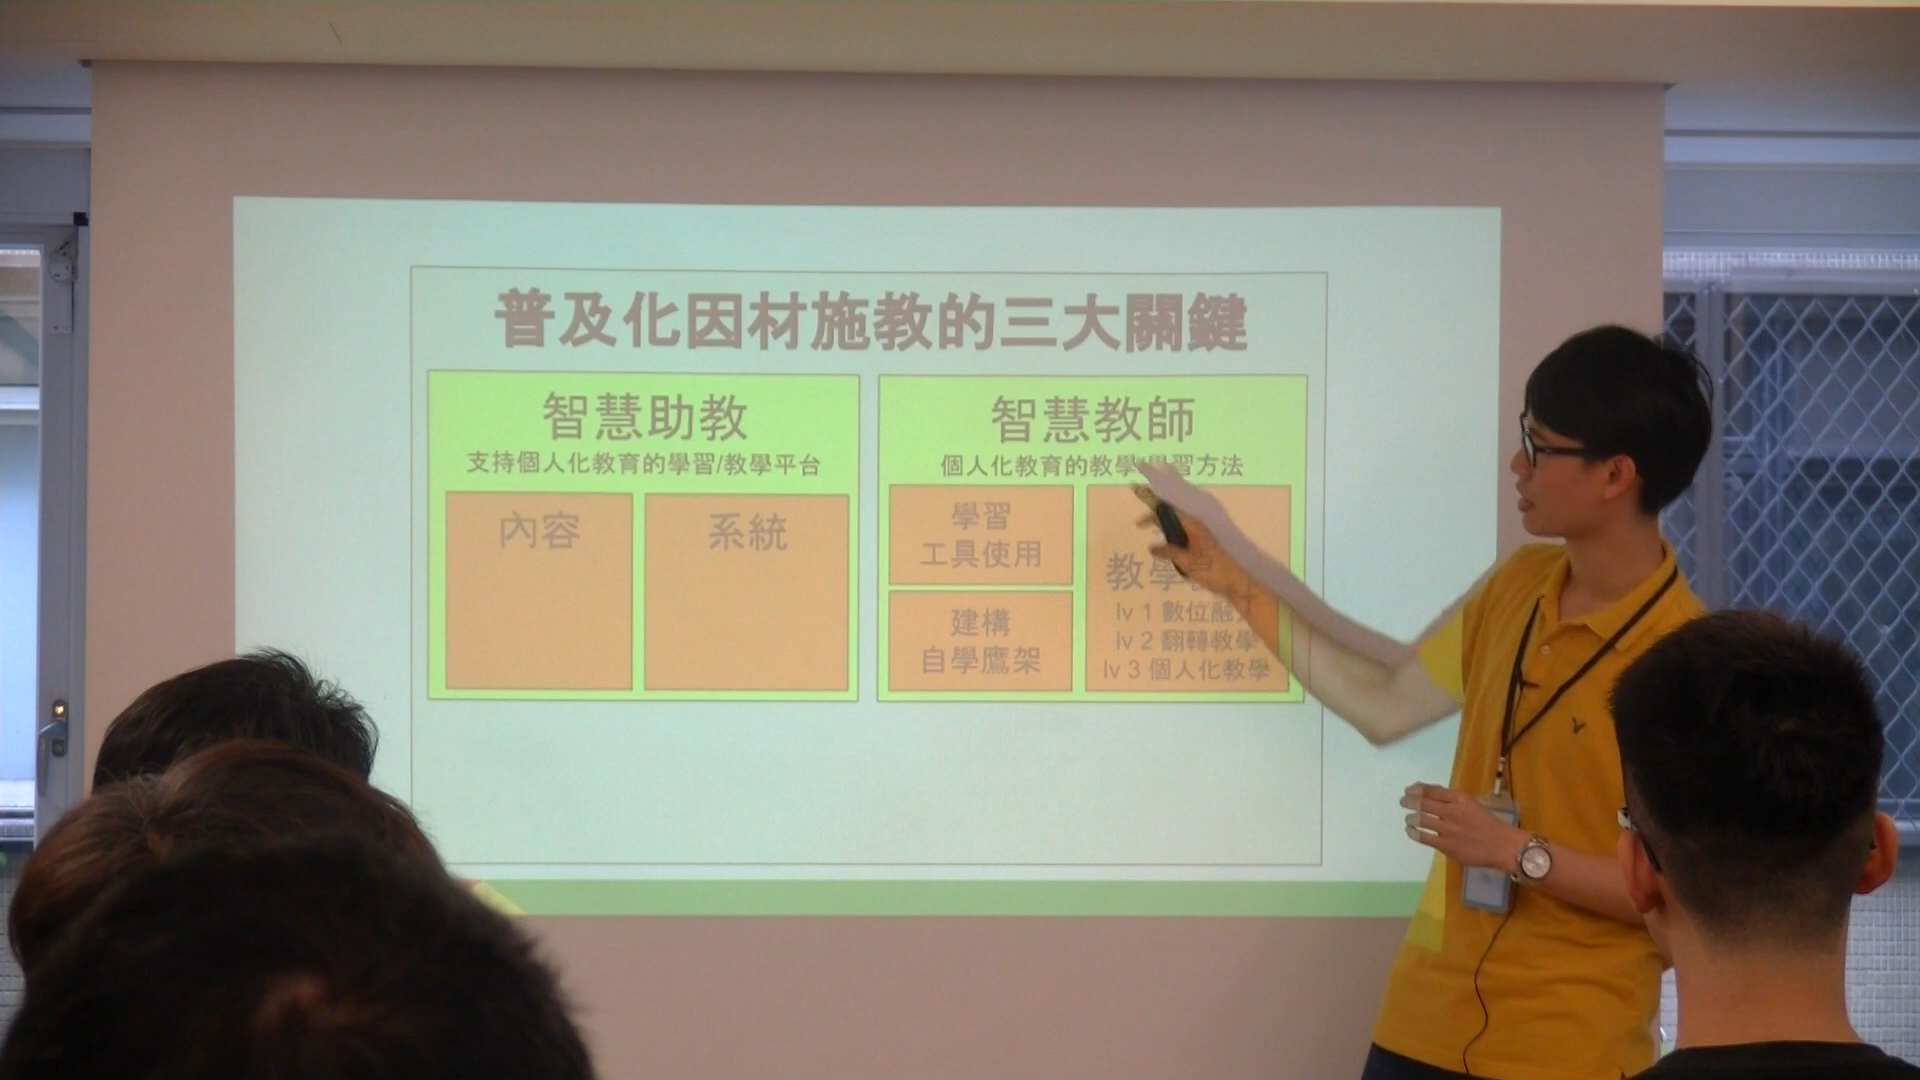 普及化因材施教的三大關鍵
智慧助教
支持個人化教育的學習/教學平台
內容
系統
智慧教師
個人化教育的教學/學習方法
學習
工具使用
建構
自學鷹架
教學
lv 1 數位融
lv 2 翻轉教學
lv 3 個人化教學